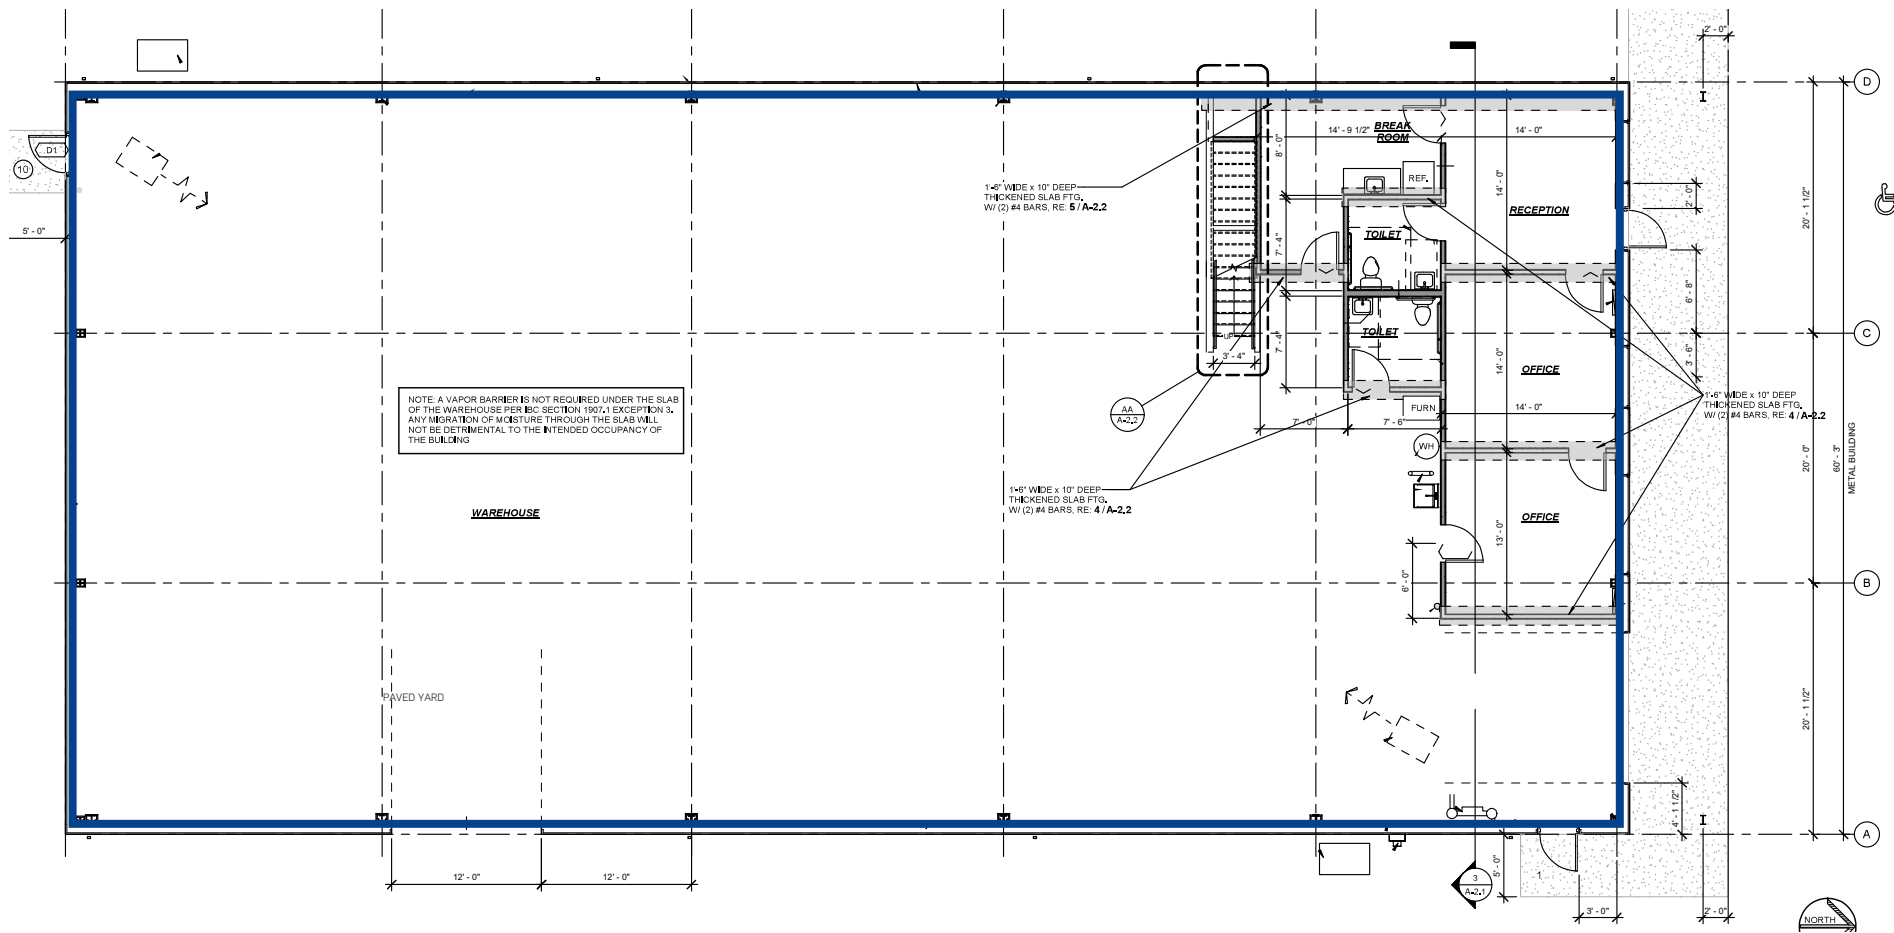 2' - 0"
D
BREAK
ROOM
14' - 9 1/2"
14' - 0"
D1
10
8' - 0"
REF.
1'-6" WIDE x 10" DEEP
THICKENED SLAB FTG.
W/ (2) #4 BARS, RE: 5 / A-2.2
14' - 0"
2' - 0"
RECEPTION
20' - 1 1/2"
5' - 0"
TOILET
7' - 4"
6' - 8"
C
UP
TOILET
3' - 4"
7' - 4"
14' - 0"
3' - 6"
OFFICE
NOTE: A VAPOR BARRIER IS NOT REQUIRED UNDER THE SLAB
OF THE WAREHOUSE PER IBC SECTION 1907.1 EXCEPTION 3.
ANY MIGRATION OF MOISTURE THROUGH THE SLAB WILL
NOT BE DETRIMENTAL TO THE INTENDED OCCUPANCY OF
THE BUILDING
AA
A-2.2
FURN
14' - 0"
1'-6" WIDE x 10" DEEP
THICKENED SLAB FTG.
W/ (2) #4 BARS, RE: 4 / A-2.2
7' - 0"
7' - 6"
WH
20' - 0"
60' - 3"
METAL BUILDING
1'-6" WIDE x 10" DEEP
THICKENED SLAB FTG.
W/ (2) #4 BARS, RE: 4 / A-2.2
WAREHOUSE
OFFICE
13' - 0"
6' - 0"
B
PAVED YARD
20' - 1 1/2"
4' - 1 1/2"
A
12' - 0"
12' - 0"
3
A-2.1
5' - 0"
1
3' - 0"
2' - 0"
NORTH